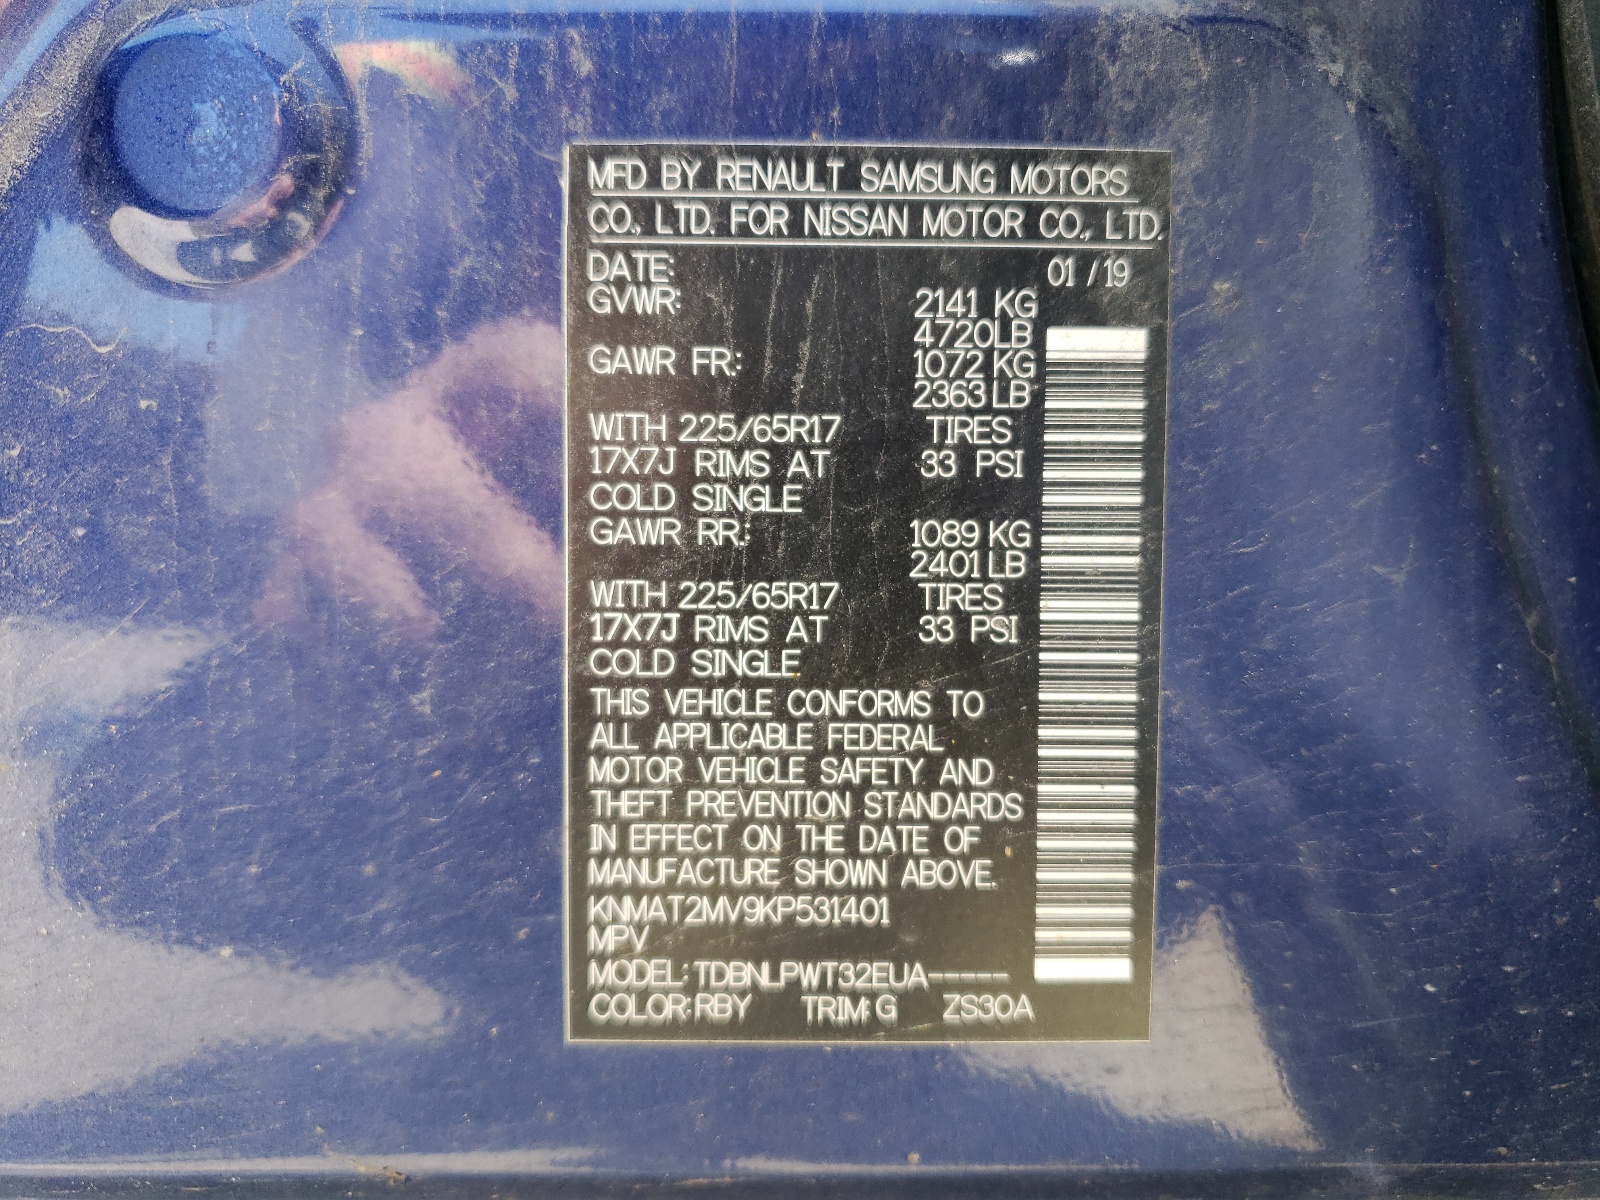 MFD BY RENAULT SAMSUNG MOTORS
CO., LTD. FOR NISSAN MOTOR CO., LTD.
DATE: 01 / 19
GVWR: 2141 KG
4720LB
GAWR FR.: 1072 KG
2363 LB
WITH 225/65R17 TIRES
17X7J RIMS AT 33 PSI
COLD SINGLE
GAWR RR.: 1089 KG
2401 LB
WITH 225/65R17 TIRES
17X7J RIMS AT 33 PSI
COLD SINGLE
THIS VEHICLE CONFORMS TO
ALL APPLICABLE FEDERAL
MOTOR VEHICLE SAFETY AND
THEFT PREVENTION STANDARDS
IN EFFECT ON THE DATE OF
MANUFACTURE SHOWN ABOVE.
KNMAT2MV9KP531401
MPV
MODEL: TDBNLPWT32EUA-----
COLOR: RBY TRIM: G ZS30A